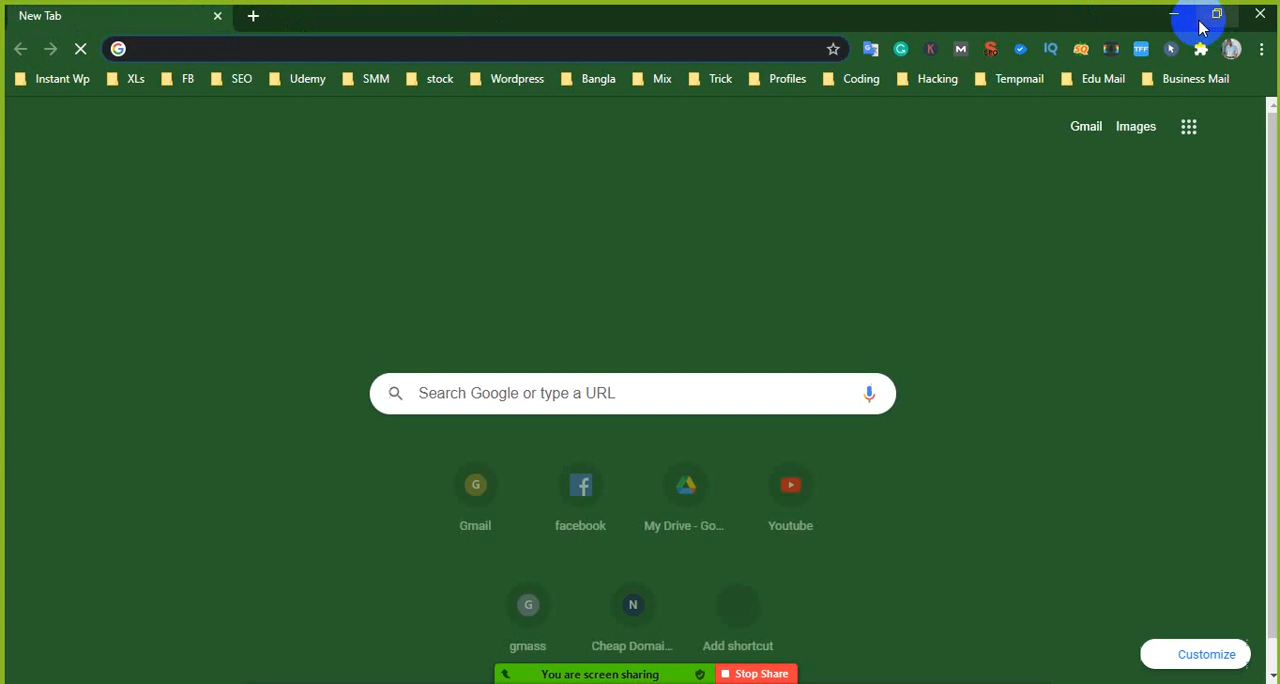 New Tab
Instant Wp XLs FB SEO Udemy SMM stock Wordpress Bangla Mix Trick Profiles Coding Hacking Tempmail Edu Mail Business Mail
Gmail Images
Search Google or type a URL
Gmail facebook My Drive - Go... Youtube
gmass Cheap Domai... Add shortcut
Customize
You are screen sharing Stop Share